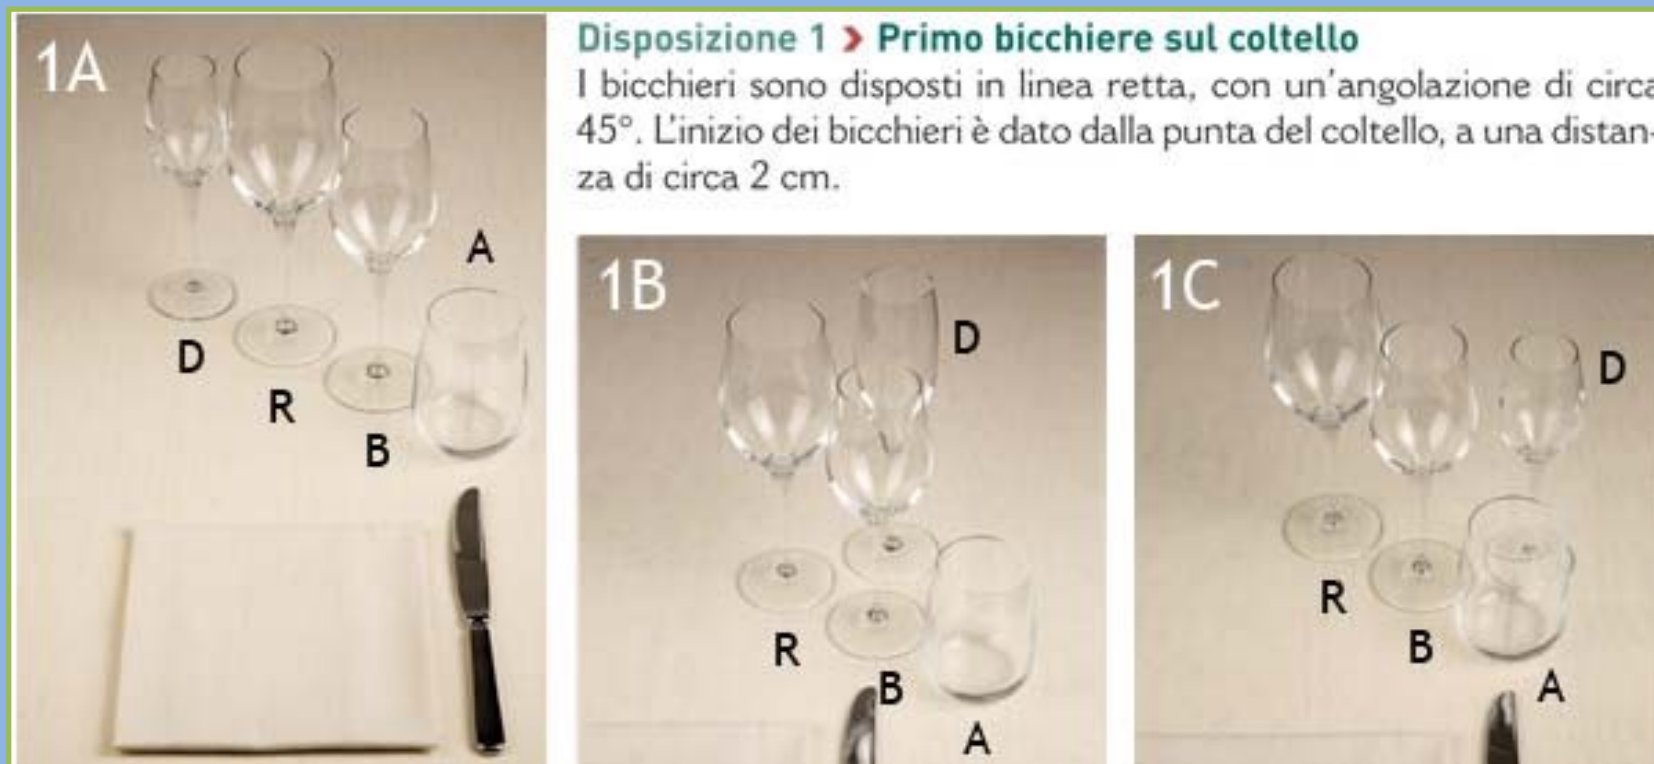 1A
Disposizione 1 › Primo bicchiere sul coltello
I bicchieri sono disposti in linea retta, con un'angolazione di circa
45°. L'inizio dei bicchieri è dato dalla punta del coltello, a una distan-
za di circa 2 cm.
A
D
R
B
1B
D
R
B
A
1C
D
R
B
A